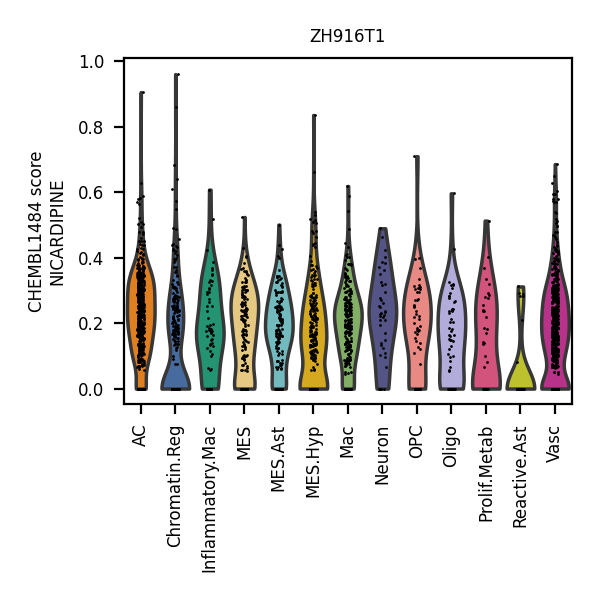 ZH916T1
CHEMBL1484 score
NICARDIPINE
1.0
0.8
0.6
0.4
0.2
0.0
AC
Chromatin.Reg
Inflammatory.Mac
MES
MES.Ast
MES.Hyp
Mac
Neuron
OPC
Oligo
Prolif.Metab
Reactive.Ast
Vasc